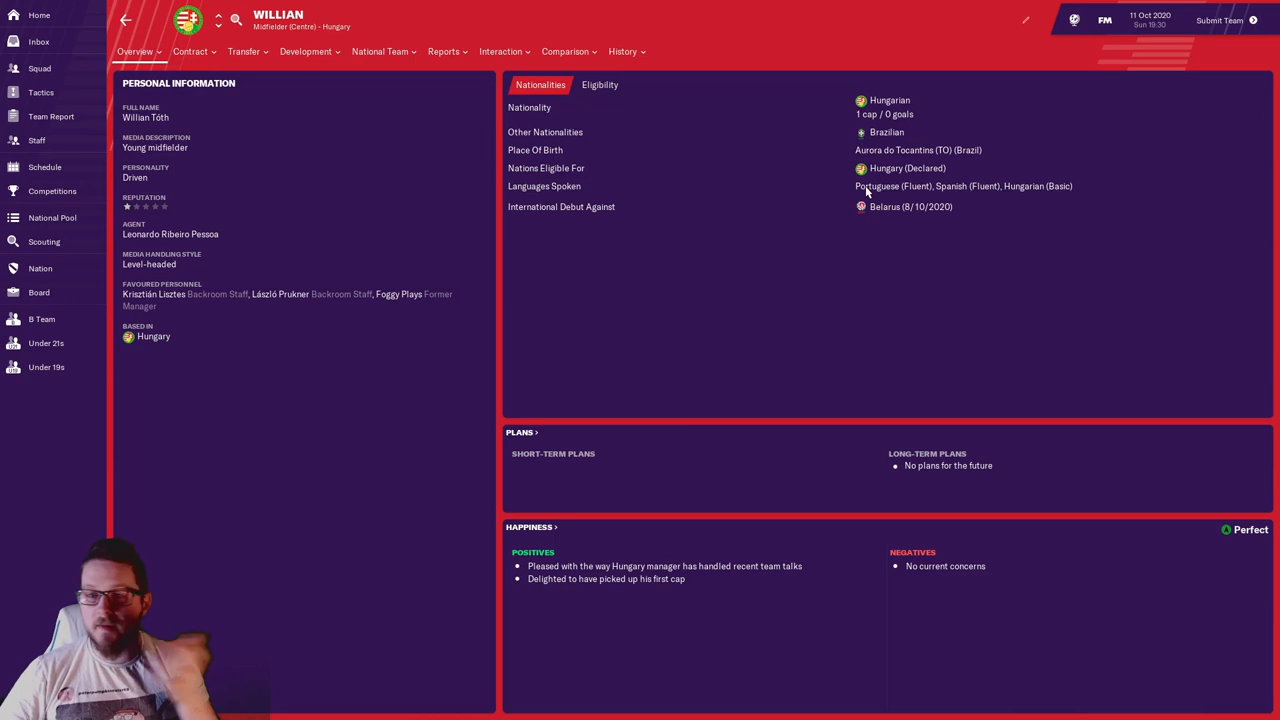 WILLIAN
Midfielder (Centre) - Hungary
FM
11 Oct 2020
Sun 19:30
Submit Team
Home
Inbox
Squad
Tactics
Team Report
Staff
Schedule
Competitions
National Pool
Scouting
Nation
Board
B Team
Under 21s
Under 19s
Overview
Contract
Transfer
Development
National Team
Reports
Interaction
Comparison
History
PERSONAL INFORMATION
FULL NAME
Willian Tóth
MEDIA DESCRIPTION
Young midfielder
PERSONALITY
Driven
REPUTATION
AGENT
Leonardo Ribeiro Pessoa
MEDIA HANDLING STYLE
Level-headed
FAVOURED PERSONNEL
Krisztián Lisztes Backroom Staff, László Prukner Backroom Staff, Foggy Plays Former
Manager
BASED IN
Hungary
Nationalities Eligibility
Nationality Hungarian
1 cap / 0 goals
Other Nationalities Brazilian
Place Of Birth Aurora do Tocantins (TO) (Brazil)
Nations Eligible For Hungary (Declared)
Languages Spoken Portuguese (Fluent), Spanish (Fluent), Hungarian (Basic)
International Debut Against Belarus (8/10/2020)
PLANS >
SHORT-TERM PLANS
LONG-TERM PLANS
No plans for the future
HAPPINESS >
Perfect
POSITIVES
Pleased with the way Hungary manager has handled recent team talks
Delighted to have picked up his first cap
NEGATIVES
No current concerns